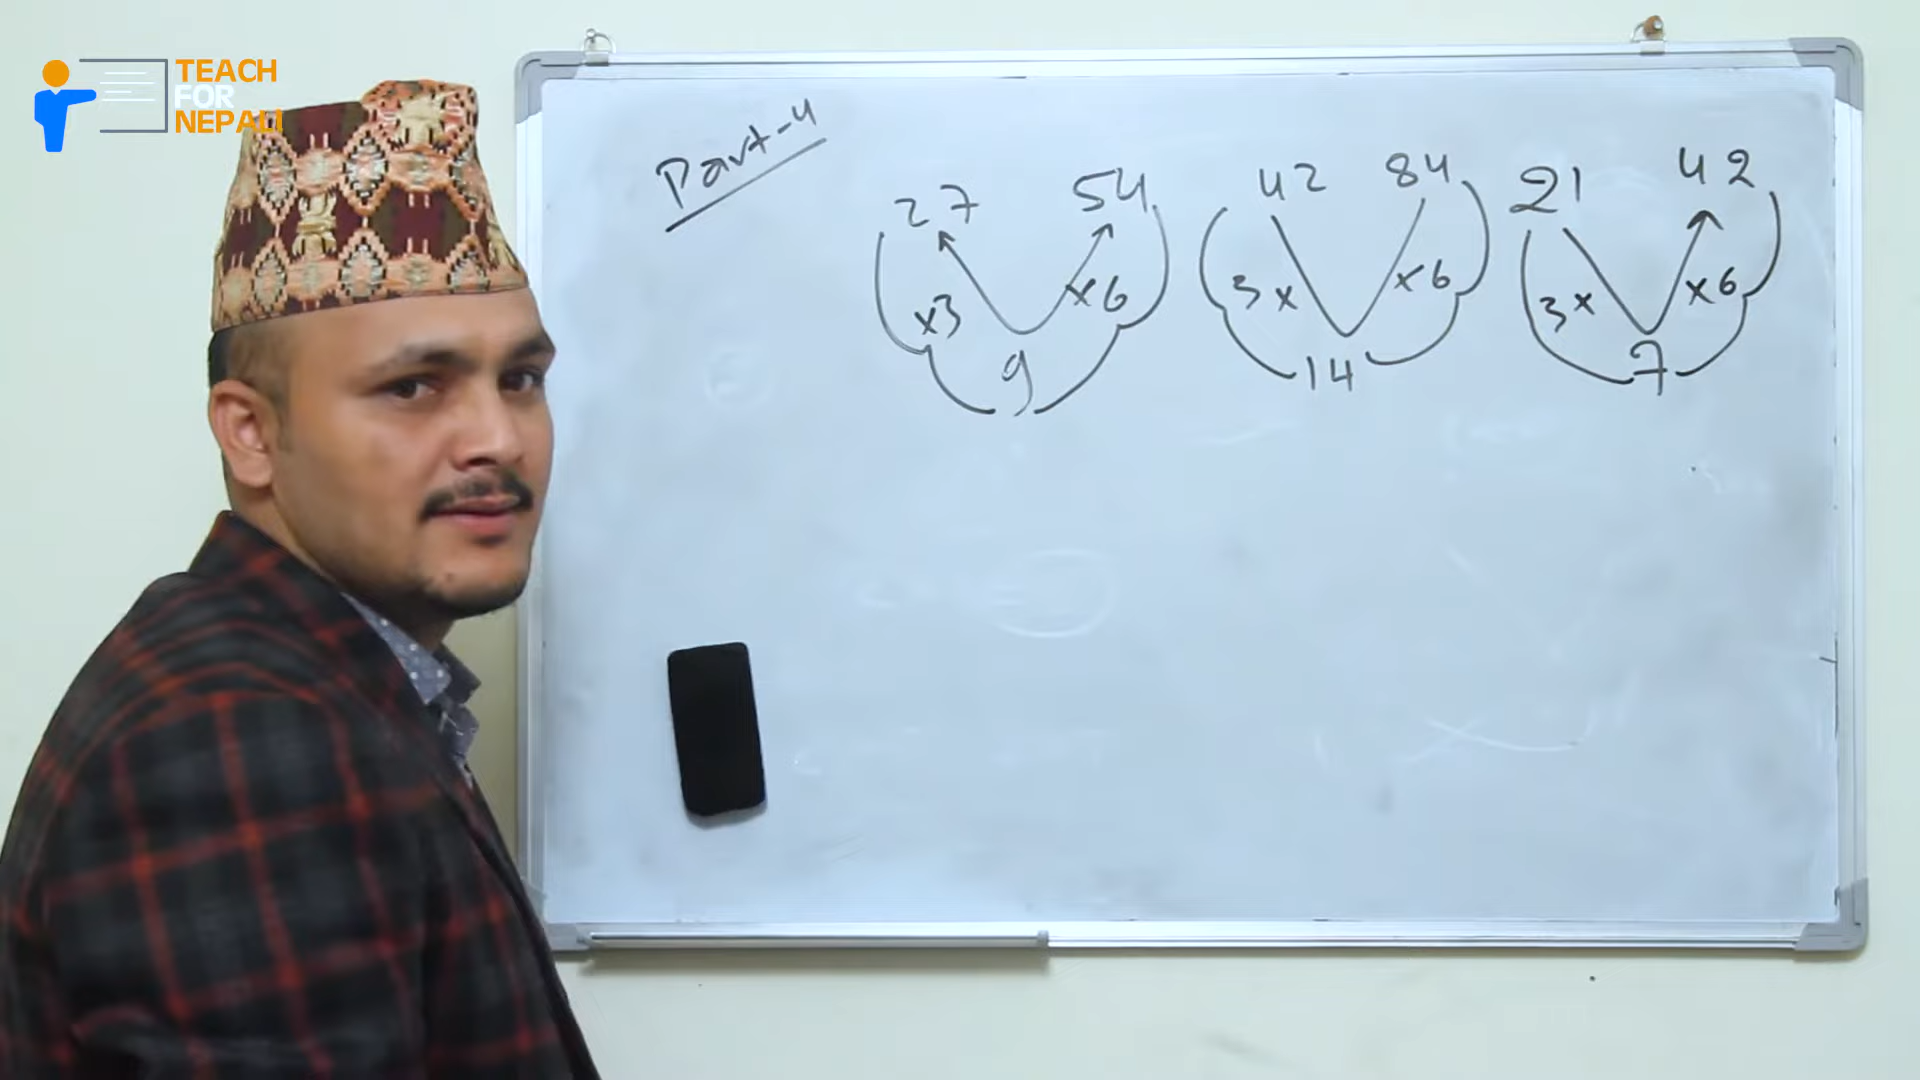 TEACH
FOR
NEPALI
Part-4
27 54 42 84 21 42
x3 x6 3x x6 3x x6
9 14 7